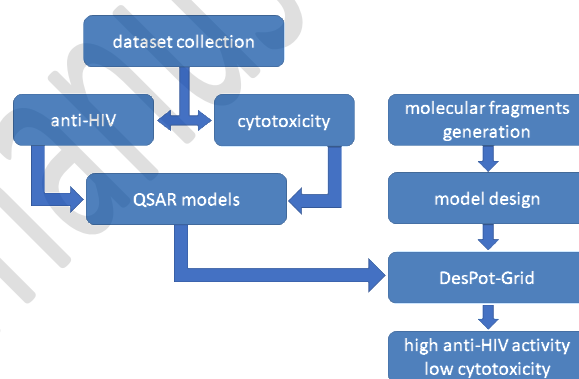 dataset collection
anti-HIV
cytotoxicity
QSAR models
molecular fragments
generation
model design
DesPot-Grid
high anti-HIV activity
low cytotoxicity